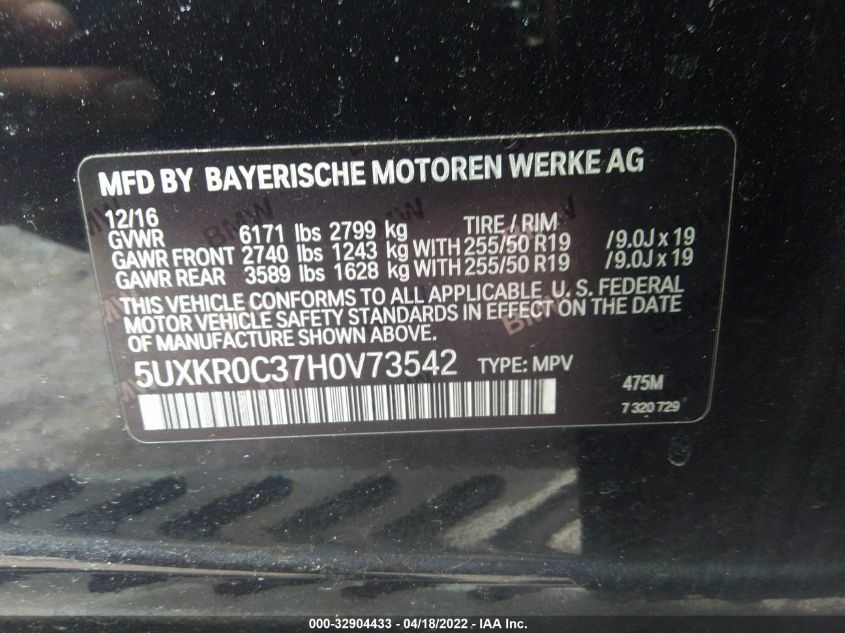 MFD BY BAYERISCHE MOTOREN WERKE AG
12/16 TIRE / RIM
GVWR 6171 lbs 2799 kg
GAWR FRONT 2740 lbs 1243 kg WITH 255/50 R19 /9.0J x 19
GAWR REAR 3589 lbs 1628 kg WITH 255/50 R19 /9.0J x 19
THIS VEHICLE CONFORMS TO ALL APPLICABLE U. S. FEDERAL
MOTOR VEHICLE SAFETY STANDARDS IN EFFECT ON THE DATE
OF MANUFACTURE SHOWN ABOVE.
5UXKR0C37H0V73542 TYPE: MPV
475M
7 320 729
000-32904433 - 04/18/2022 - © IAA Inc.